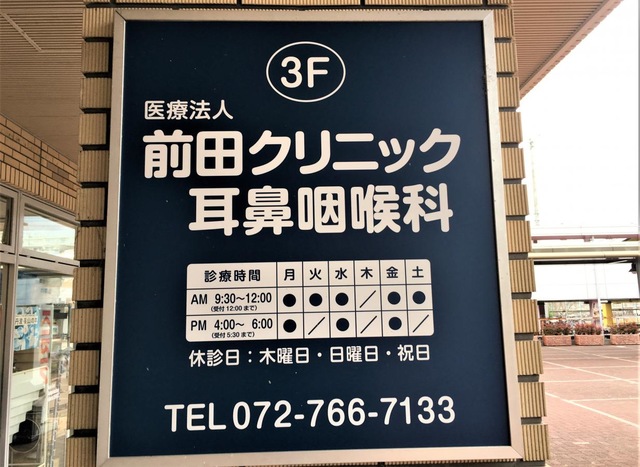 3F
医療法人
前田クリニック
耳鼻咽喉科
診療時間 月 火 水 木 金 土
AM 9:30~12:00 ● ● ● ／ ● ●
(受付12:00まで)
PM 4:00~ 6:00 ● ／ ● ／ ● ／
(受付5:30まで)
休診日：木曜日・日曜日・祝日
TEL 072-766-7133